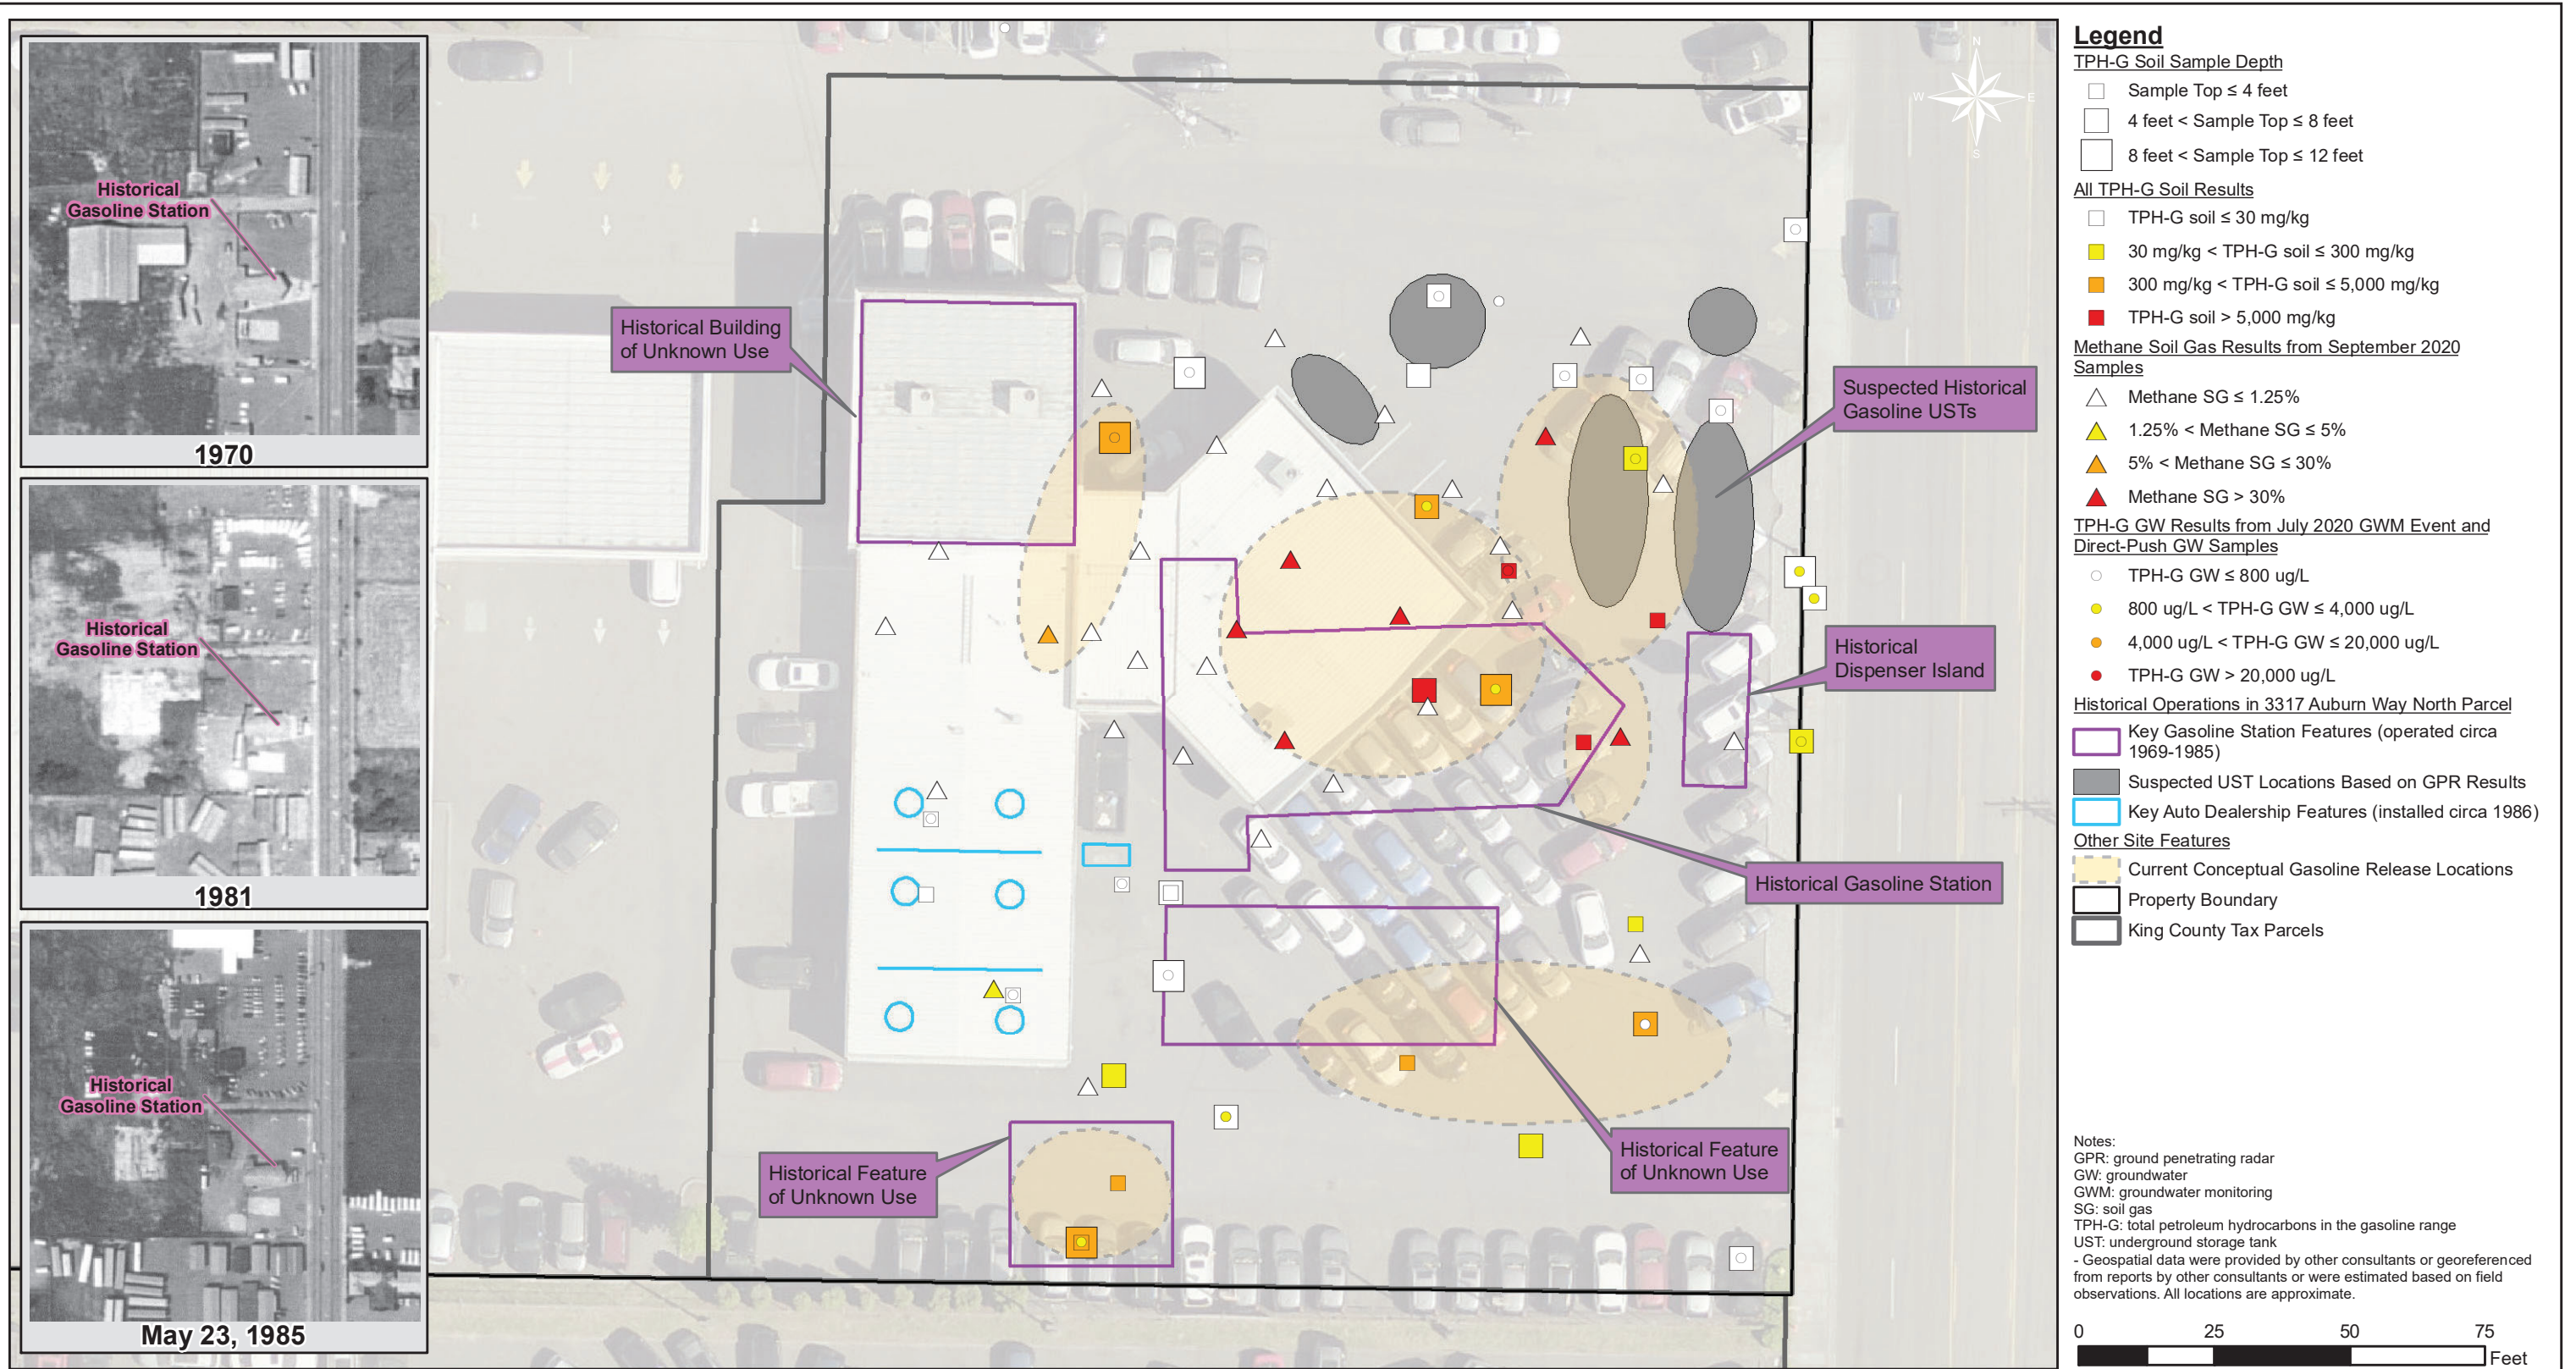 Historical
Gasoline Station
1970
Historical
Gasoline Station
1981
Historical
Gasoline Station
May 23, 1985
Historical Building
of Unknown Use
Suspected Historical
Gasoline USTs
Historical
Dispenser Island
Historical Gasoline Station
Historical Feature
of Unknown Use
Historical Feature
of Unknown Use
N
W
E
S
Legend
TPH-G Soil Sample Depth
Sample Top ≤ 4 feet
4 feet < Sample Top ≤ 8 feet
8 feet < Sample Top ≤ 12 feet
All TPH-G Soil Results
TPH-G soil ≤ 30 mg/kg
30 mg/kg < TPH-G soil ≤ 300 mg/kg
300 mg/kg < TPH-G soil ≤ 5,000 mg/kg
TPH-G soil > 5,000 mg/kg
Methane Soil Gas Results from September 2020
Samples
Methane SG ≤ 1.25%
1.25% < Methane SG ≤ 5%
5% < Methane SG ≤ 30%
Methane SG > 30%
TPH-G GW Results from July 2020 GWM Event and
Direct-Push GW Samples
TPH-G GW ≤ 800 ug/L
800 ug/L < TPH-G GW ≤ 4,000 ug/L
4,000 ug/L < TPH-G GW ≤ 20,000 ug/L
TPH-G GW > 20,000 ug/L
Historical Operations in 3317 Auburn Way North Parcel
Key Gasoline Station Features (operated circa
1969-1985)
Suspected UST Locations Based on GPR Results
Key Auto Dealership Features (installed circa 1986)
Other Site Features
Current Conceptual Gasoline Release Locations
Property Boundary
King County Tax Parcels
Notes:
GPR: ground penetrating radar
GW: groundwater
GWM: groundwater monitoring
SG: soil gas
TPH-G: total petroleum hydrocarbons in the gasoline range
UST: underground storage tank
- Geospatial data were provided by other consultants or georeferenced
from reports by other consultants or were estimated based on field
observations. All locations are approximate.
0 25 50 75
Feet